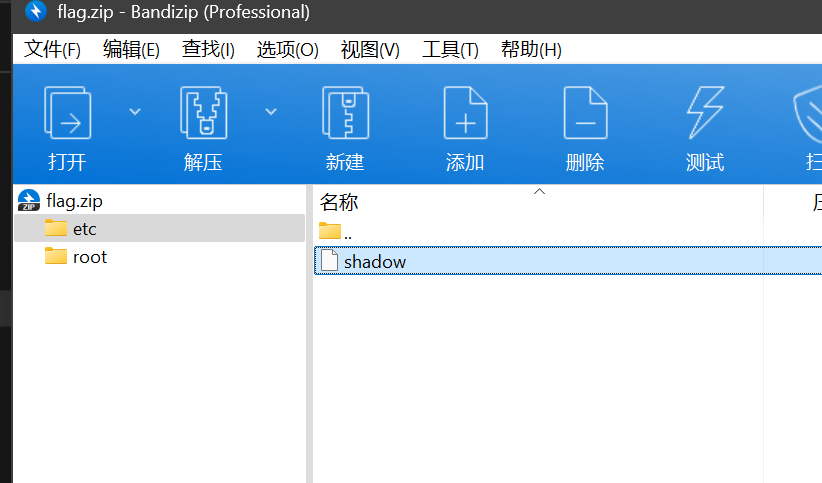 flag.zip - Bandizip (Professional)
文件(F) 编辑(E) 查找(I) 选项(O) 视图(V) 工具(T) 帮助(H)
打开 解压 新建 添加 删除 测试 扫
flag.zip
etc
root
名称
..
shadow